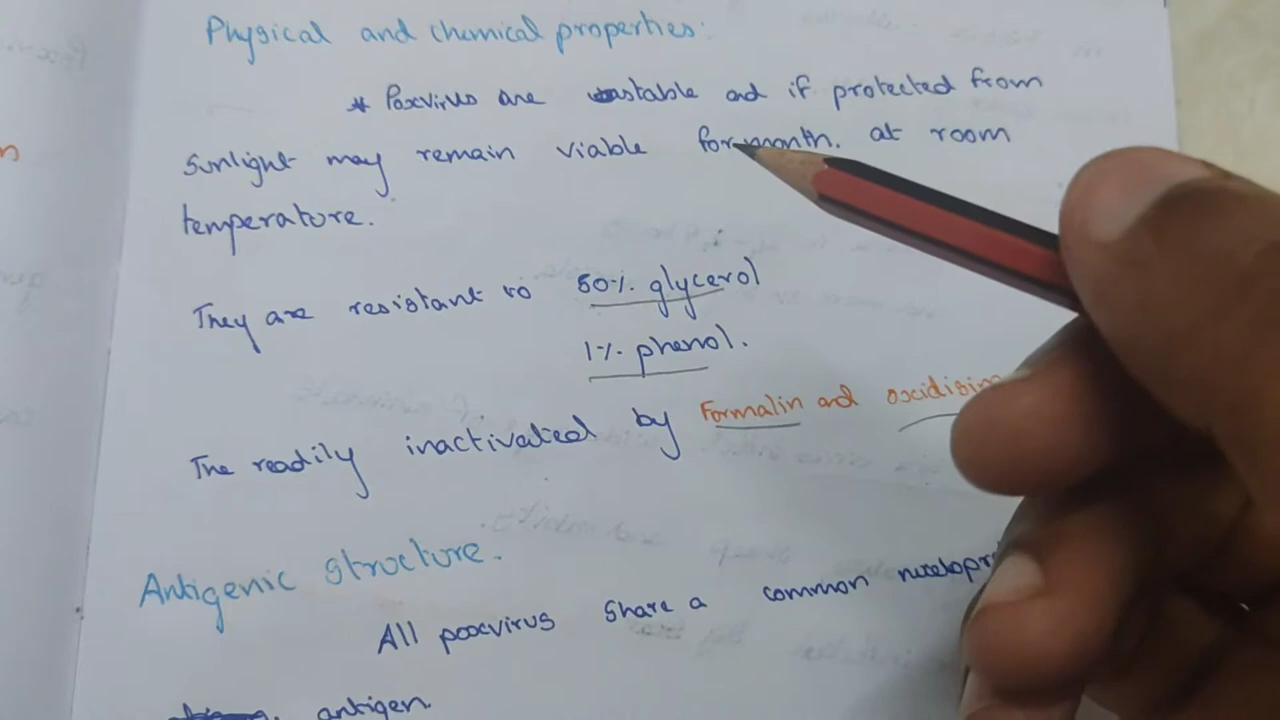 Physical and chemical properties:
* Poxvirus are stable and if protected from
sunlight may remain viable for month. at room
temperature.
They are resistant to 50%. glycerol
1%. phenol.
The readily inactivated by Formalin and
Antigenic structure.
All poxvirus share a common
antigen.